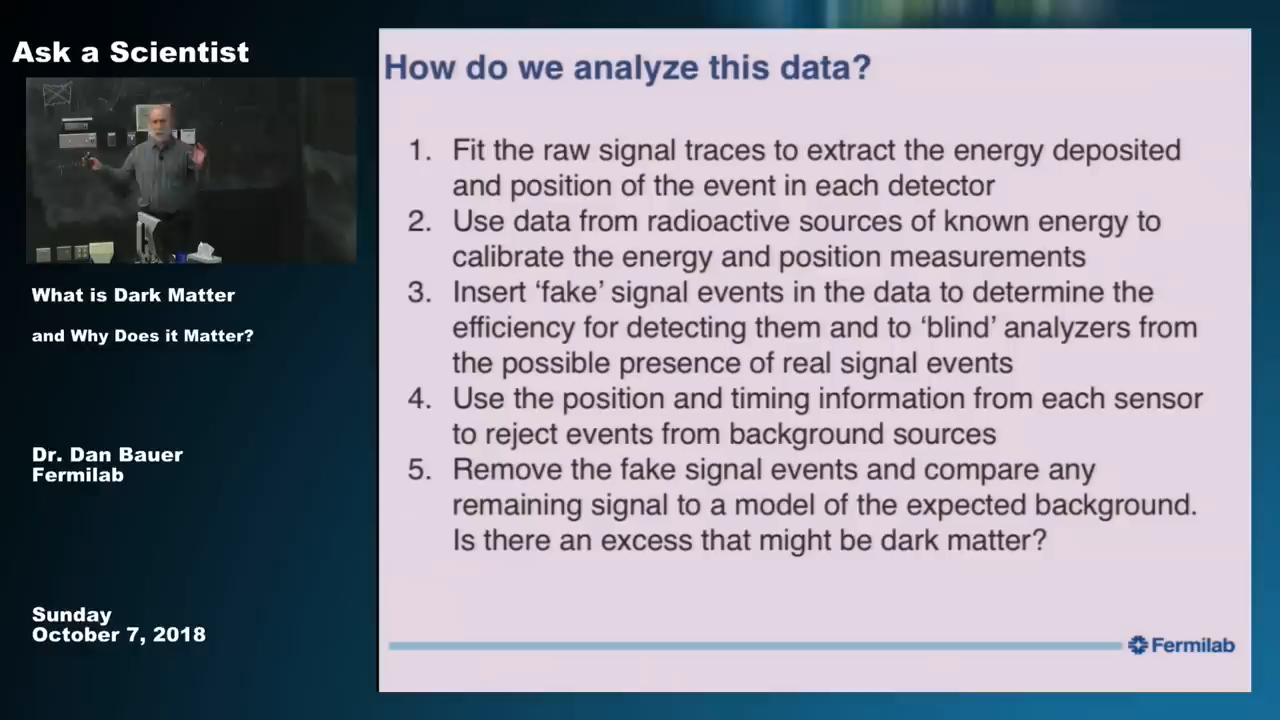 Ask a Scientist
What is Dark Matter
and Why Does it Matter?
Dr. Dan Bauer
Fermilab
Sunday
October 7, 2018
How do we analyze this data?
1. Fit the raw signal traces to extract the energy deposited
and position of the event in each detector
2. Use data from radioactive sources of known energy to
calibrate the energy and position measurements
3. Insert ‘fake’ signal events in the data to determine the
efficiency for detecting them and to ‘blind’ analyzers from
the possible presence of real signal events
4. Use the position and timing information from each sensor
to reject events from background sources
5. Remove the fake signal events and compare any
remaining signal to a model of the expected background.
Is there an excess that might be dark matter?
Fermilab